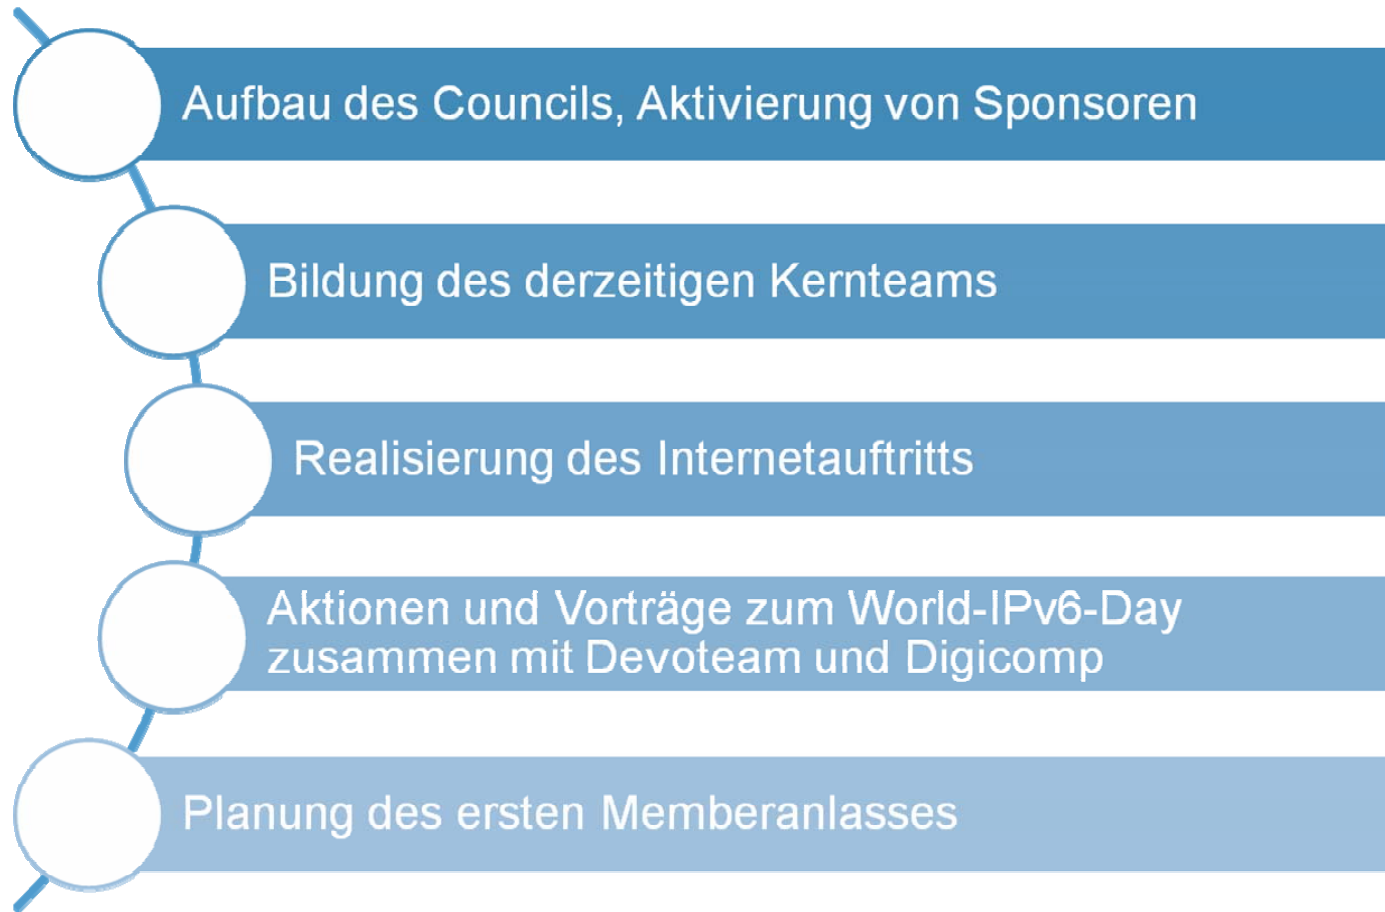 Aufbau des Councils, Aktivierung von Sponsoren
Bildung des derzeitigen Kernteams
Realisierung des Internetauftritts
Aktionen und Vorträge zum World-IPv6-Day
zusammen mit Devoteam und Digicomp
Planung des ersten Memberanlasses